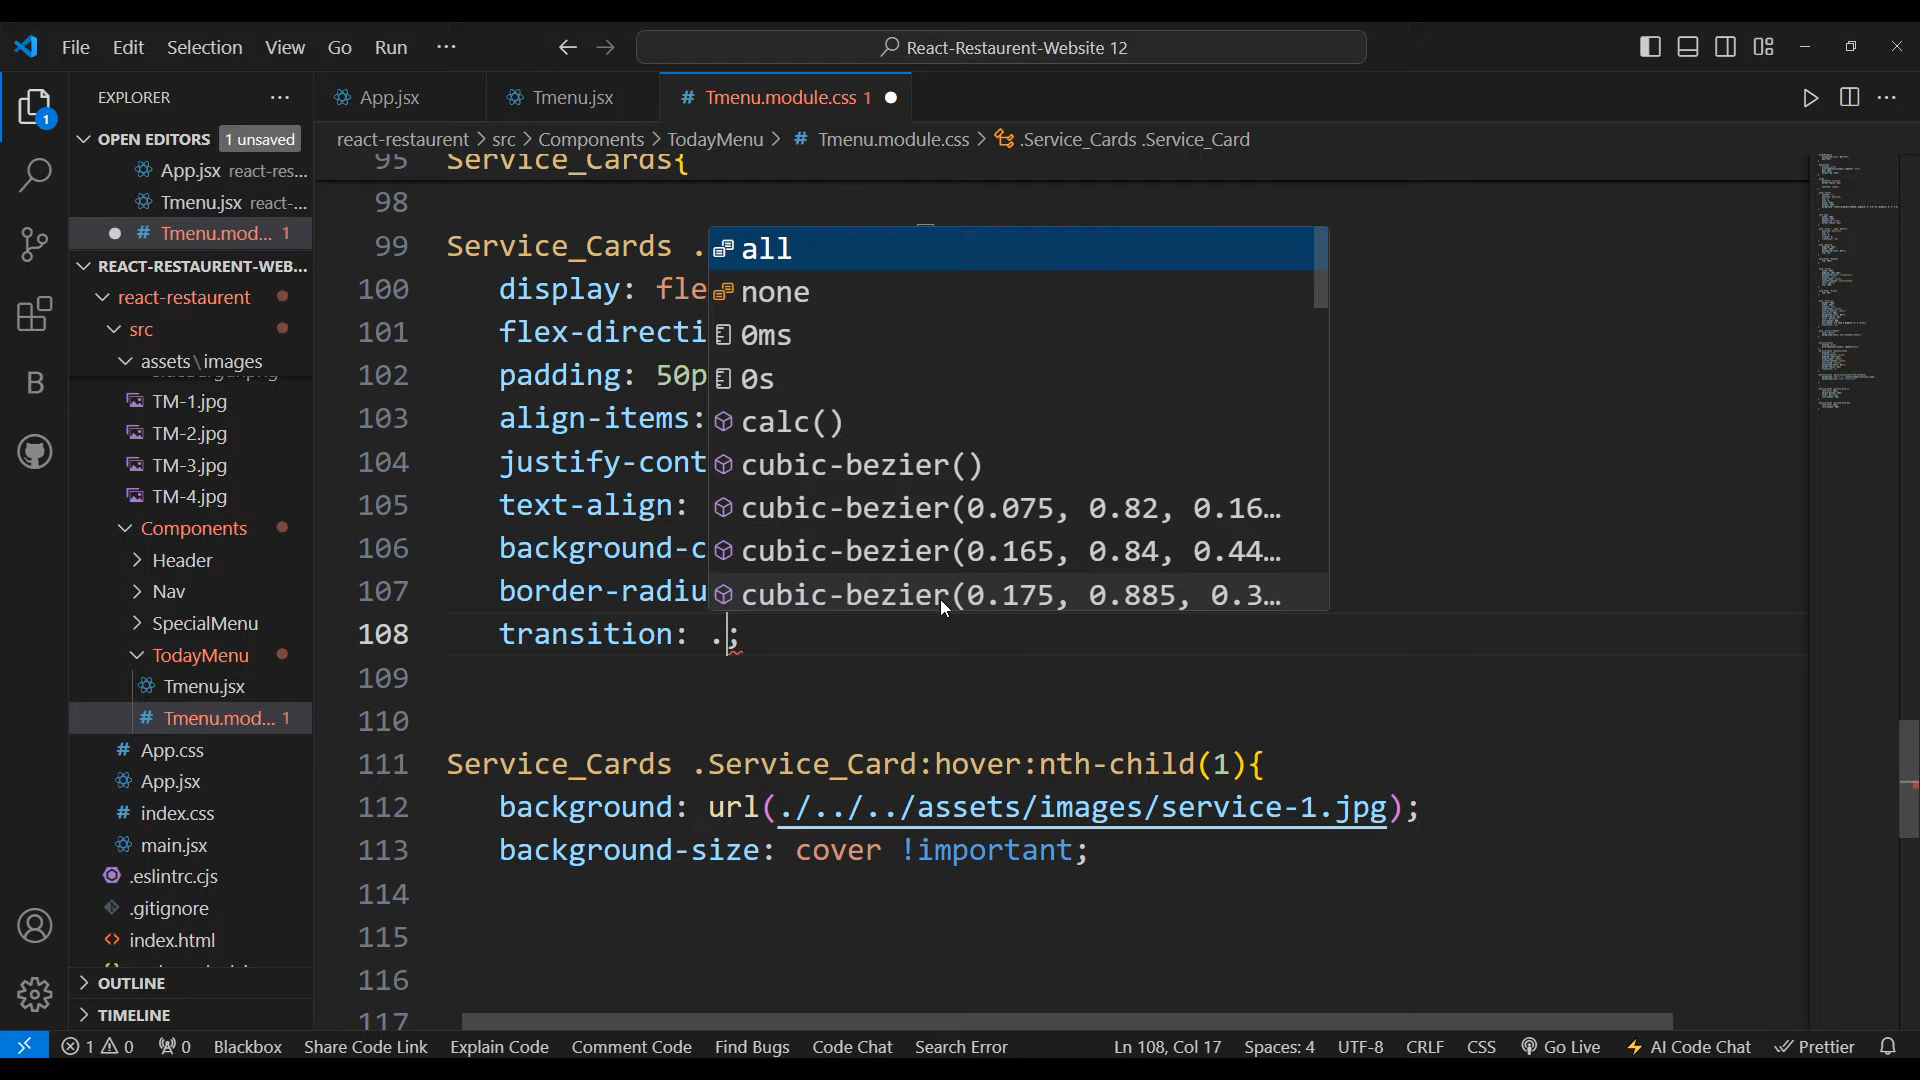 File Edit Selection View Go Run ··· React-Restaurent-Website 12
EXPLORER ···
OPEN EDITORS 1 unsaved
App.jsx react-res...
Tmenu.jsx react-...
# Tmenu.mod... 1
REACT-RESTAURENT-WEB...
react-restaurent
src
assets\images
TM-1.jpg
TM-2.jpg
TM-3.jpg
TM-4.jpg
Components
Header
Nav
SpecialMenu
TodayMenu
Tmenu.jsx
# Tmenu.mod... 1
# App.css
App.jsx
# index.css
main.jsx
.eslintrc.cjs
.gitignore
index.html
OUTLINE
TIMELINE
1
B
App.jsx Tmenu.jsx # Tmenu.module.css 1
react-restaurent > src > Components > TodayMenu > # Tmenu.module.css > .Service_Cards .Service_Card
95 Service_Cards{
98
99 Service_Cards .
100 display: fle
101 flex-directi
102 padding: 50p
103 align-items:
104 justify-cont
105 text-align:
106 background-c
107 border-radiu
108 transition: .;
109
110
111 Service_Cards .Service_Card:hover:nth-child(1){
112 background: url(./../../assets/images/service-1.jpg);
113 background-size: cover !important;
114
115
116
117
all
none
0ms
0s
calc()
cubic-bezier()
cubic-bezier(0.075, 0.82, 0.16...
cubic-bezier(0.165, 0.84, 0.44...
cubic-bezier(0.175, 0.885, 0.3...
1 0 0 Blackbox Share Code Link Explain Code Comment Code Find Bugs Code Chat Search Error Ln 108, Col 17 Spaces: 4 UTF-8 CRLF CSS Go Live AI Code Chat Prettier